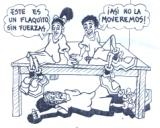 ESTE ES
UN FLAQUITO
SIN FUERZAS
¡ASÍ NO LA
MOVEREMOS!